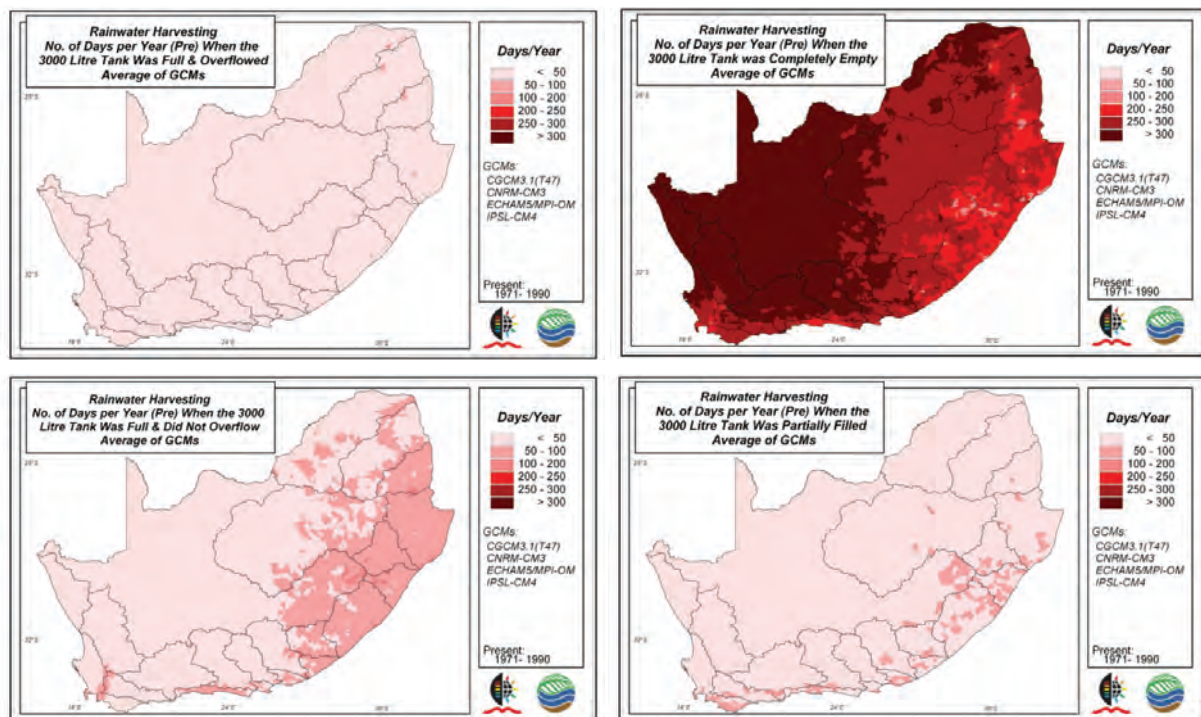 Rainwater Harvesting
No. of Days per Year (Pre) When the
3000 Litre Tank Was Full & Overflowed
Average of GCMs
Days/Year
< 50
50 - 100
100 - 200
200 - 250
250 - 300
> 300
GCMs:
CGCM3.1(T47)
CNRM-CM3
ECHAM5/MPI-OM
IPSL-CM4
Present:
1971- 1990
32°S
24°E
Rainwater Harvesting
No. of Days per Year (Pre) When the
3000 Litre Tank was Completely Empty
Average of GCMs
Days/Year
< 50
50 - 100
100 - 200
200 - 250
250 - 300
> 300
GCMs:
CGCM3.1(T47)
CNRM-CM3
ECHAM5/MPI-OM
IPSL-CM4
Present:
1971- 1990
32°S
24°E
Rainwater Harvesting
No. of Days per Year (Pre) When the 3000
Litre Tank Was Full & Did Not Overflow
Average of GCMs
Days/Year
< 50
50 - 100
100 - 200
200 - 250
250 - 300
> 300
GCMs:
CGCM3.1(T47)
CNRM-CM3
ECHAM5/MPI-OM
IPSL-CM4
Present:
1971- 1990
32°S
24°E
Rainwater Harvesting
No. of Days per Year (Pre) When the
3000 Litre Tank Was Partially Filled
Average of GCMs
Days/Year
< 50
50 - 100
100 - 200
200 - 250
250 - 300
> 300
GCMs:
CGCM3.1(T47)
CNRM-CM3
ECHAM5/MPI-OM
IPSL-CM4
Present:
1971- 1990
32°S
24°E